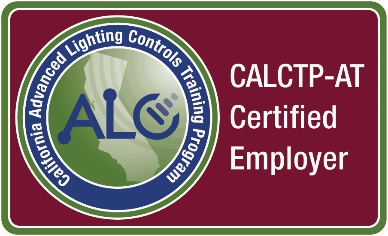 California Advanced Lighting Controls Training Program
ALC
CALCTP-AT
Certified
Employer